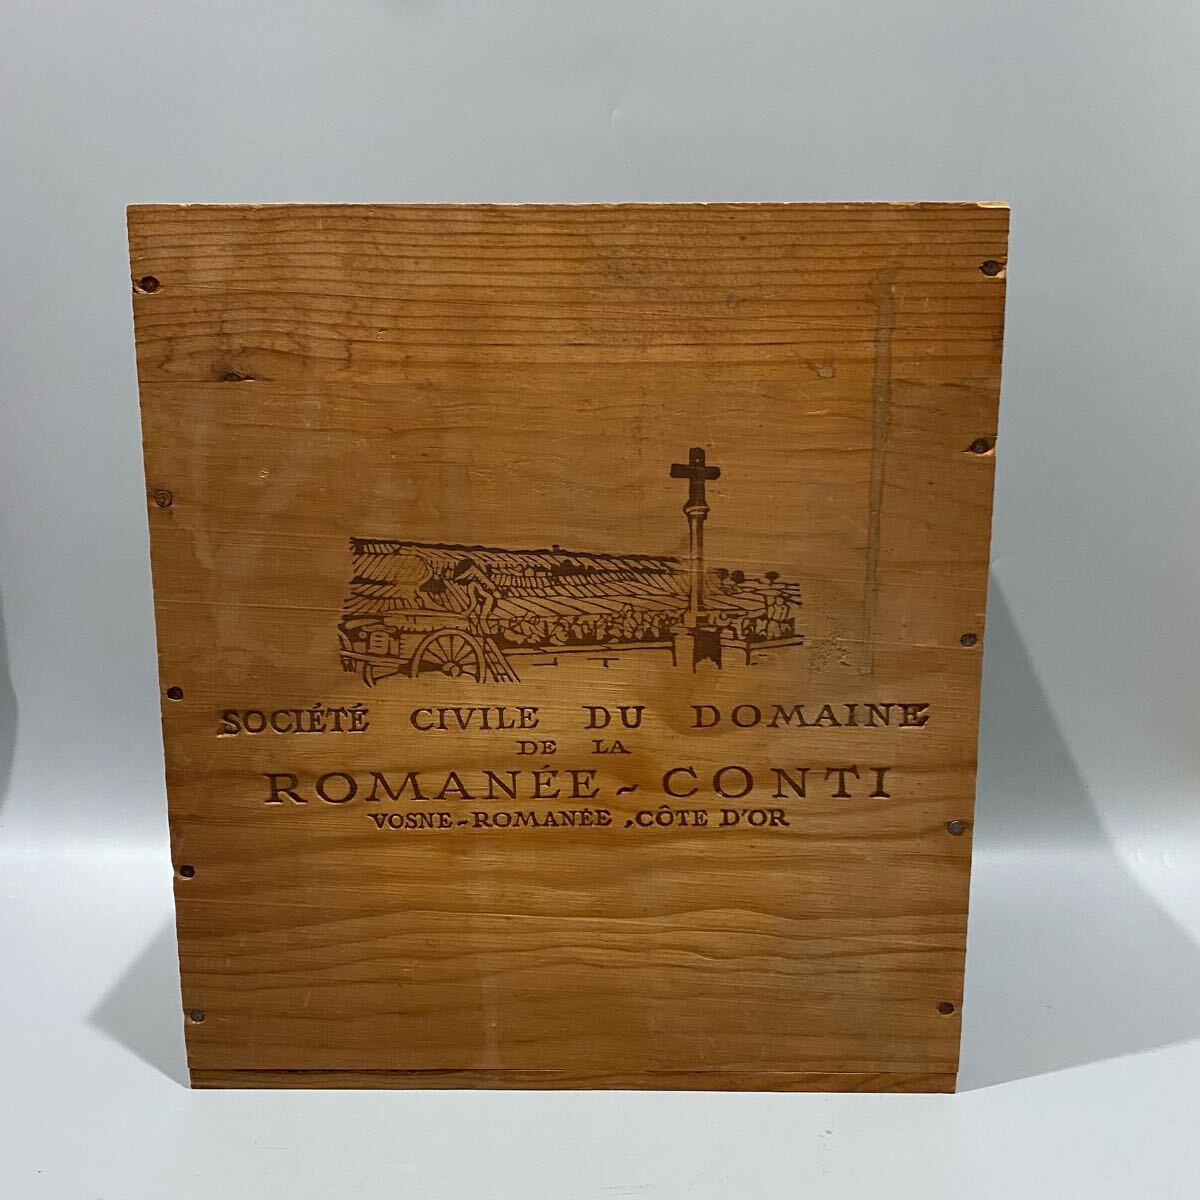 SOCIÉTÉ CIVILE DU DOMAINE
DE LA
ROMANÉE - CONTI
VOSNE-ROMANÉE , CÔTE D'OR